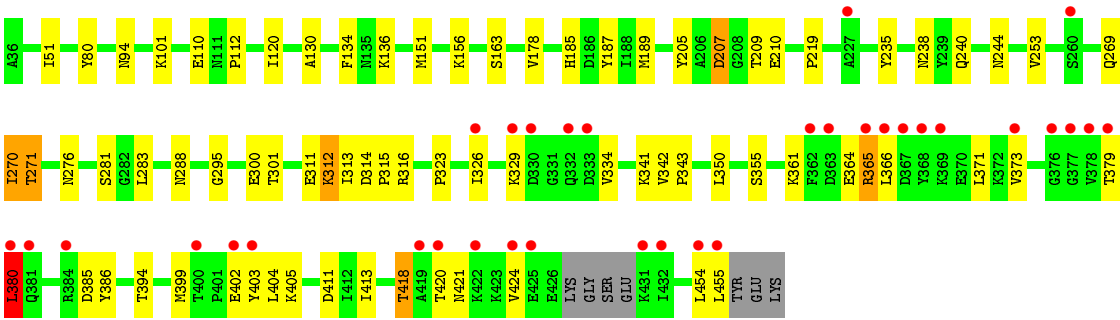 A36 I51 Y80 N94 K101 E110 N111 P112 I120 A130 F134 N135 K136 M151 K156 S163 V178 H185 D186 Y187 I188 M189 Y205 A206 D207 G208 T209 E210 P219 A227 Y235 N238 Y239 Q240 N244 V253 S260 Q269
I270 T271 N276 S281 G282 L283 N288 G295 E300 T301 E311 K312 I313 D314 P315 R316 P323 I326 K329 D330 G331 Q332 D333 V334 K341 V342 P343 L350 S355 K361 F362 D363 E364 R365 L366 D367 Y368 K369 E370 L371 K372 V373 G376 G377 V378 T379
L380 Q381 R384 D385 Y386 T394 M399 T400 P401 E402 Y403 L404 K405 D411 I412 I413 T418 A419 T420 N421 K422 K423 V424 E425 E426 LYS GLY SER GLU K431 I432 L454 L455 TYR GLU LYS